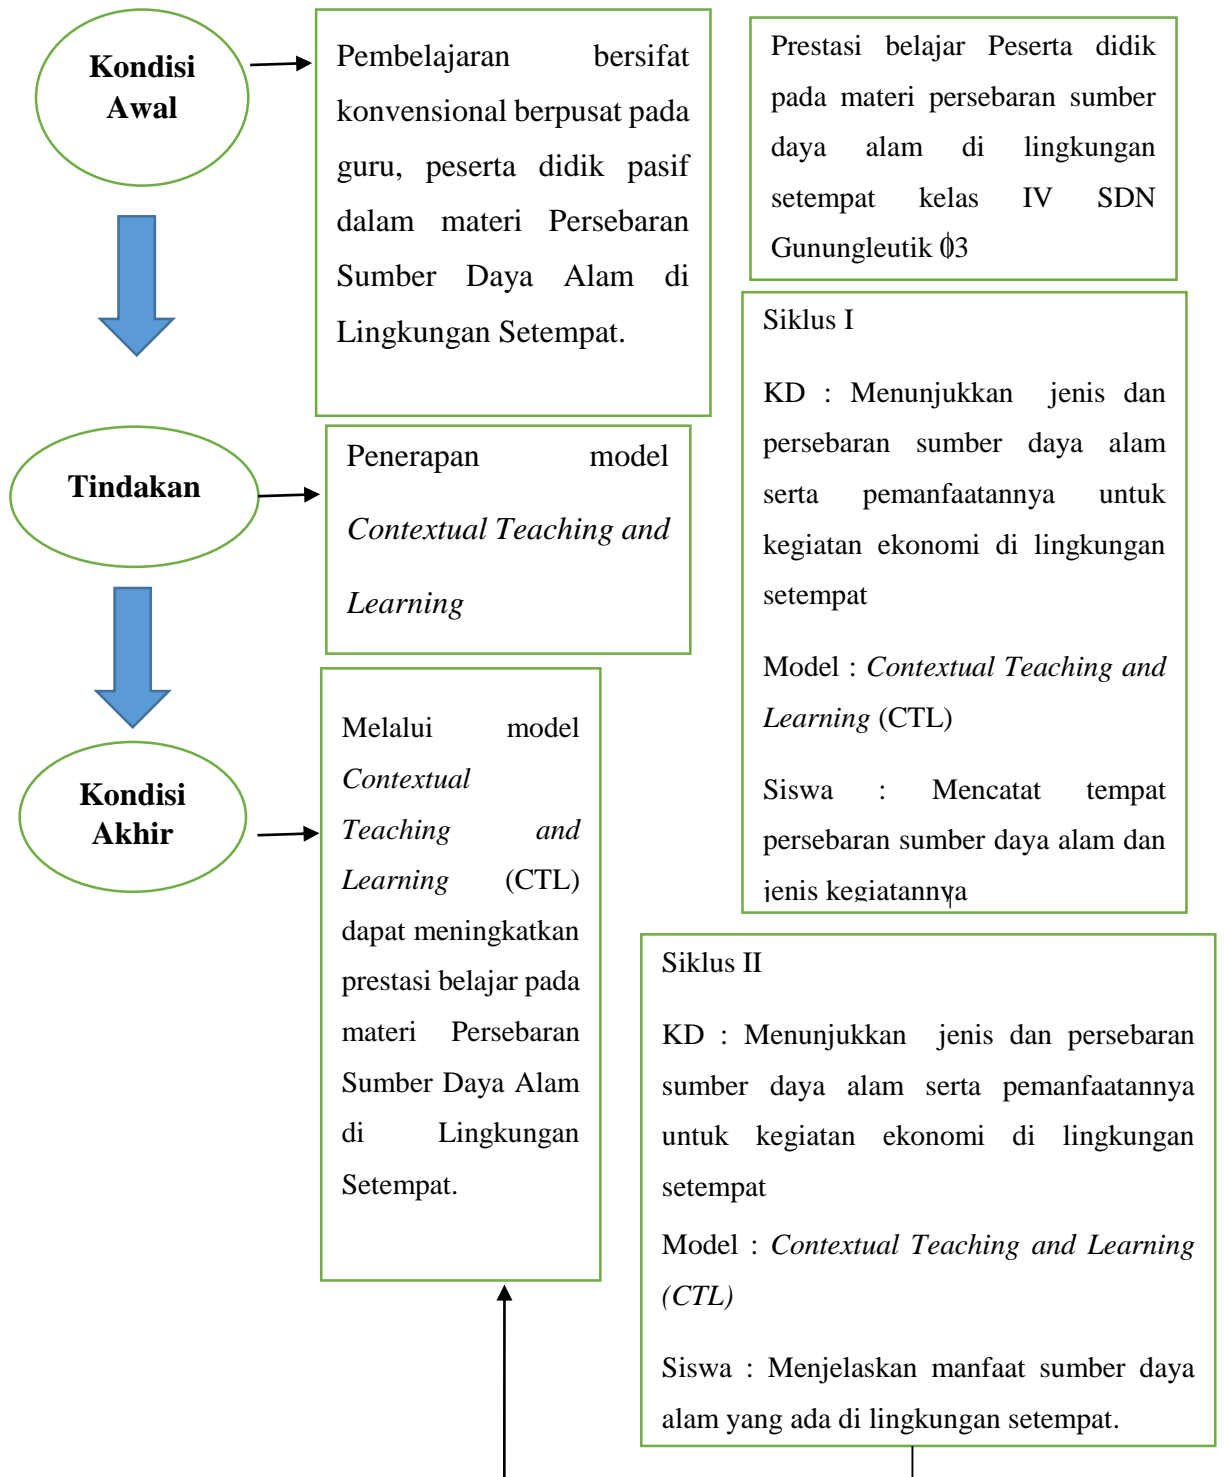 Kondisi
Awal
Pembelajaran bersifat
konvensional berpusat pada
guru, peserta didik pasif
dalam materi Persebaran
Sumber Daya Alam di
Lingkungan Setempat.
Prestasi belajar Peserta didik
pada materi persebaran sumber
daya alam di lingkungan
setempat kelas IV SDN
Gunungleutik 03
Tindakan
Penerapan model
Contextual Teaching and
Learning
Siklus I
KD : Menunjukkan jenis dan
persebaran sumber daya alam
serta pemanfaatannya untuk
kegiatan ekonomi di lingkungan
setempat
Model : Contextual Teaching and
Learning (CTL)
Siswa : Mencatat tempat
persebaran sumber daya alam dan
jenis kegiatannya
Kondisi
Akhir
Melalui model
Contextual
Teaching and
Learning (CTL)
dapat meningkatkan
prestasi belajar pada
materi Persebaran
Sumber Daya Alam
di Lingkungan
Setempat.
Siklus II
KD : Menunjukkan jenis dan persebaran
sumber daya alam serta pemanfaatannya
untuk kegiatan ekonomi di lingkungan
setempat
Model : Contextual Teaching and Learning
(CTL)
Siswa : Menjelaskan manfaat sumber daya
alam yang ada di lingkungan setempat.